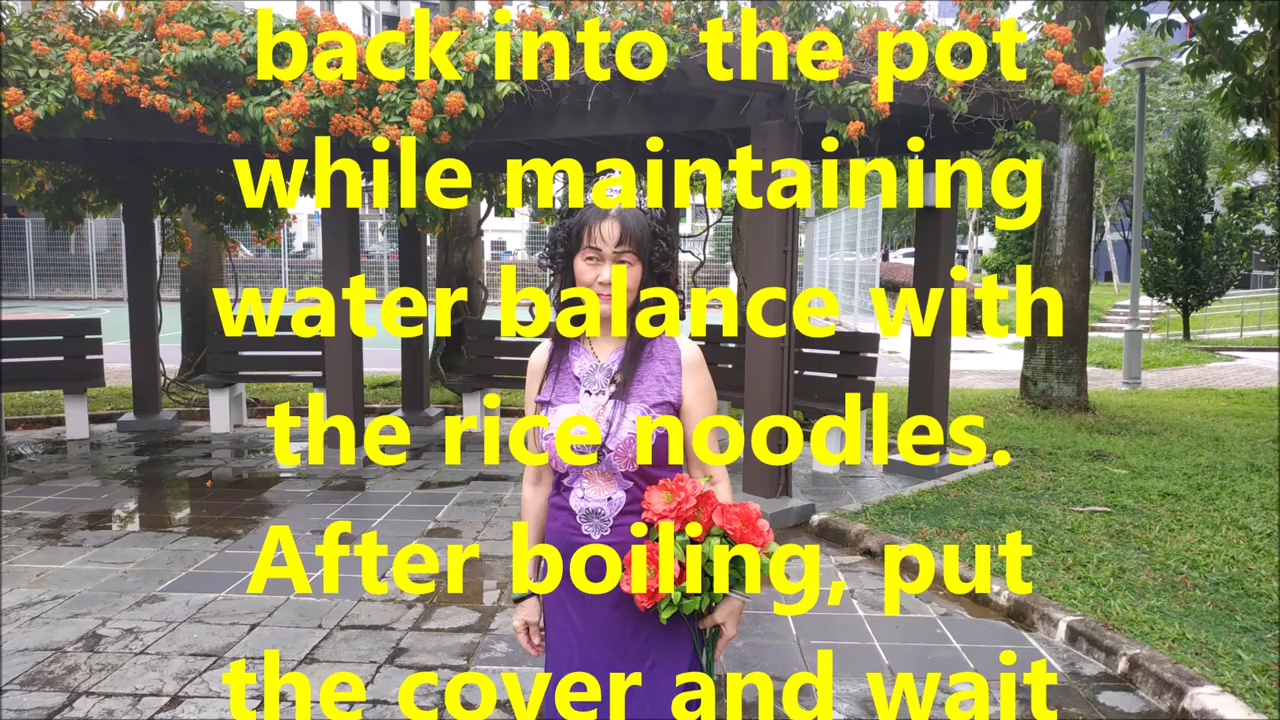 back into the pot
while maintaining
water balance with
the rice noodles.
After boiling, put
the cover and wait